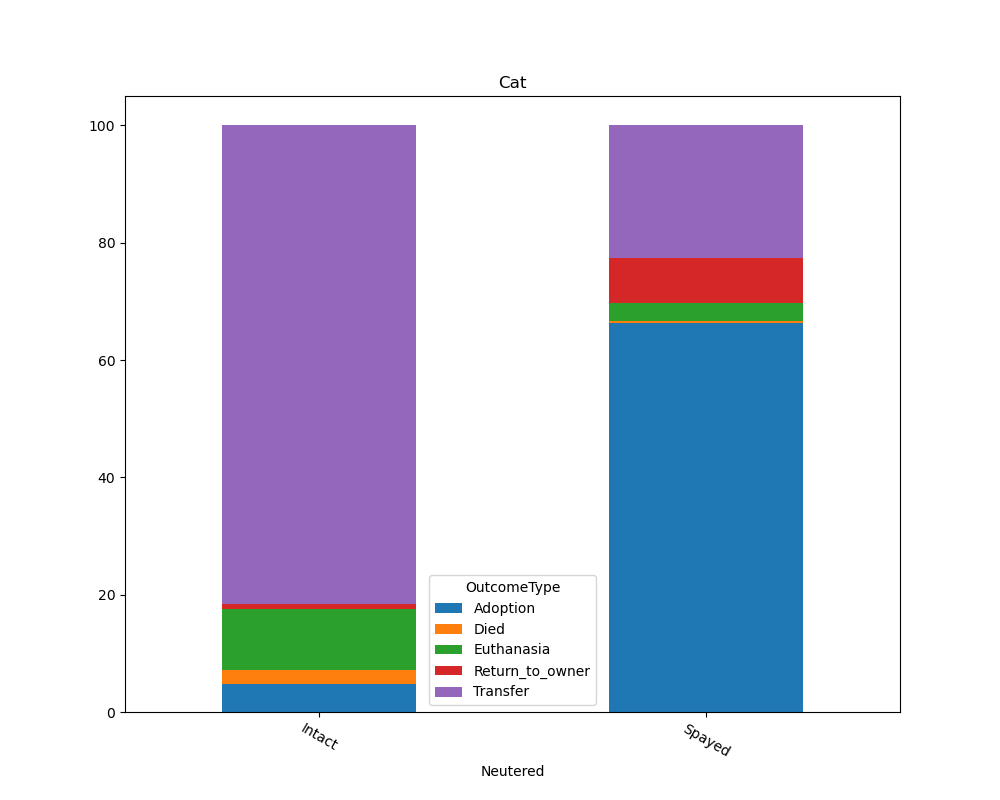 Cat
100
80
60
40
20
0
OutcomeType
Adoption
Died
Euthanasia
Return_to_owner
Transfer
Intact
Spayed
Neutered